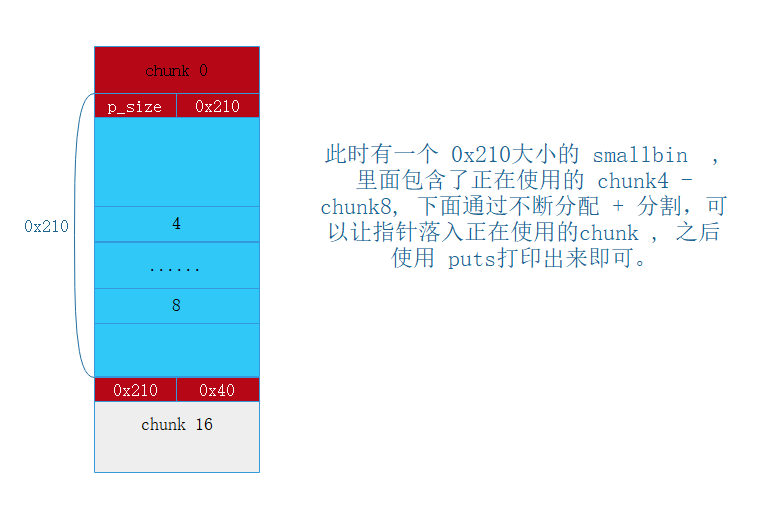 chunk 0
p_size 0x210
0x210
4
......
8
0x210 0x40
chunk 16
此时有一个 0x210大小的 smallbin ,
里面包含了正在使用的 chunk4 -
chunk8, 下面通过不断分配 + 分割, 可
以让指针落入正在使用的chunk , 之后
使用 puts打印出来即可。